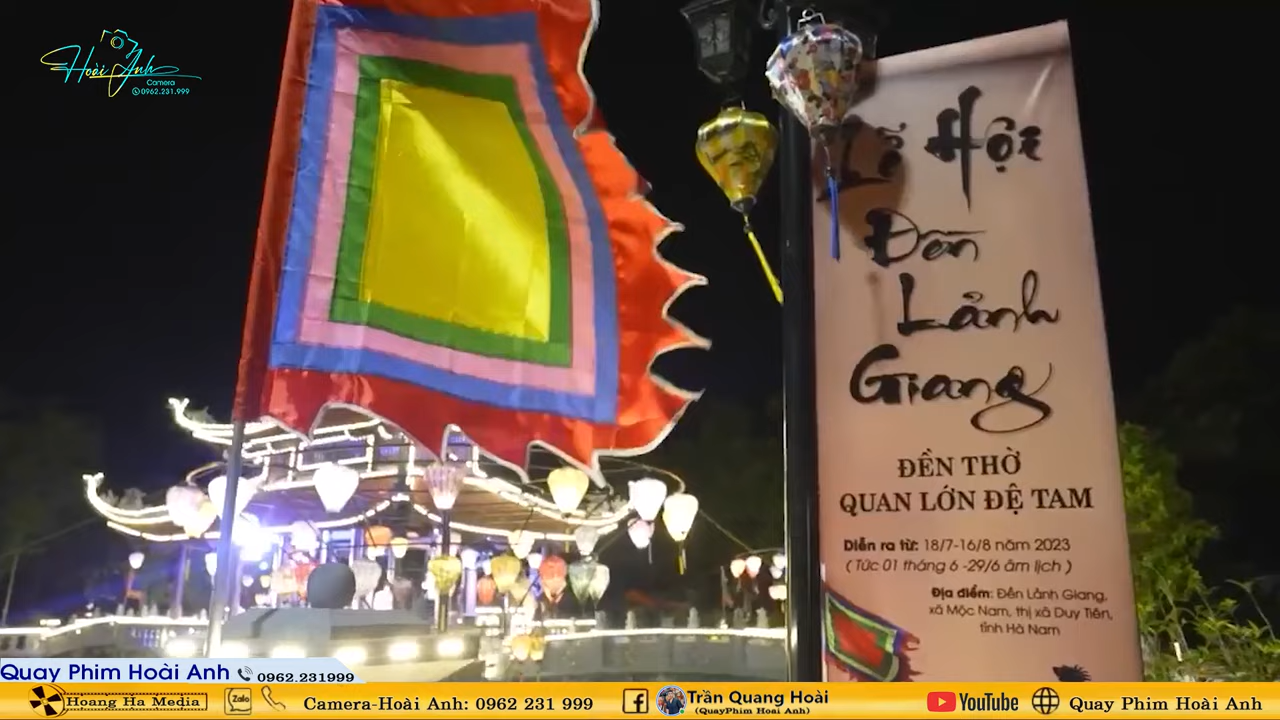 Hoài Anh
Camera
0962.231.999
Lễ Hội
Đền
Lảnh
Giang
ĐỀN THỜ
QUAN LỚN ĐỆ TAM
Diễn ra từ: 18/7-16/8 năm 2023
( Tức 01 tháng 6 -29/6 âm lịch )
Địa điểm: Đền Lảnh Giang,
xã Mộc Nam, thị xã Duy Tiên,
tỉnh Hà Nam
Quay Phim Hoài Anh 0962.231999
Hoang Ha Media Zalo Camera-Hoài Anh: 0962 231 999 Trần Quang Hoài YouTube Quay Phim Hoài Anh
(QuayPhim Hoai Anh)